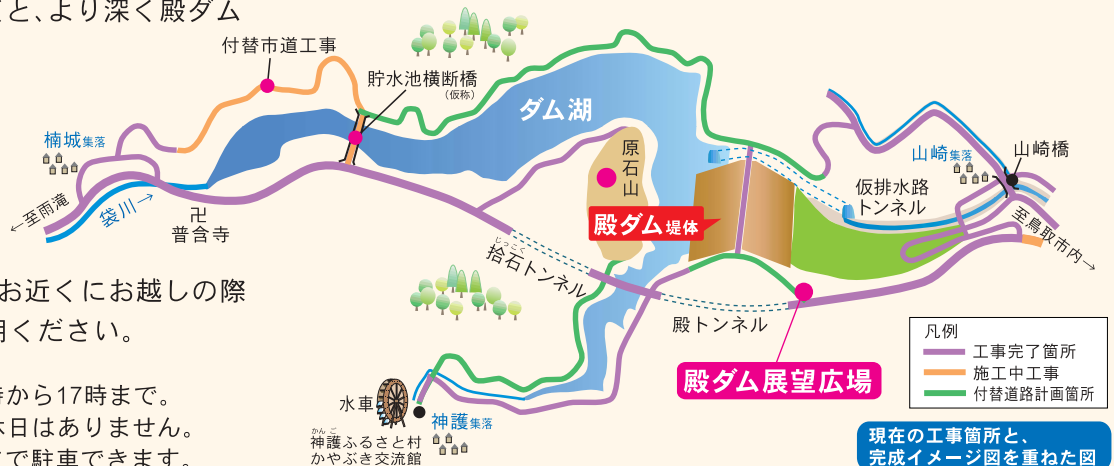 と、より深く殿ダム
付替市道工事
貯水池横断橋
(仮称)
ダム湖
楠城集落
原石山
山崎集落
山崎橋
仮排水路
トンネル
←至雨滝
袋川→
卍
普含寺
殿ダム堤体
至鳥取市内→
じっこく
拾石トンネル
お近くにお越しの際
ください。
殿トンネル
凡例
工事完了箇所
施工中工事
付替道路計画箇所
殿ダム展望広場
から17時まで。
休日はありません。
で駐車できます。
水車
神護集落
かんご
神護ふるさと村
かやぶき交流館
現在の工事箇所と、
完成イメージ図を重ねた図